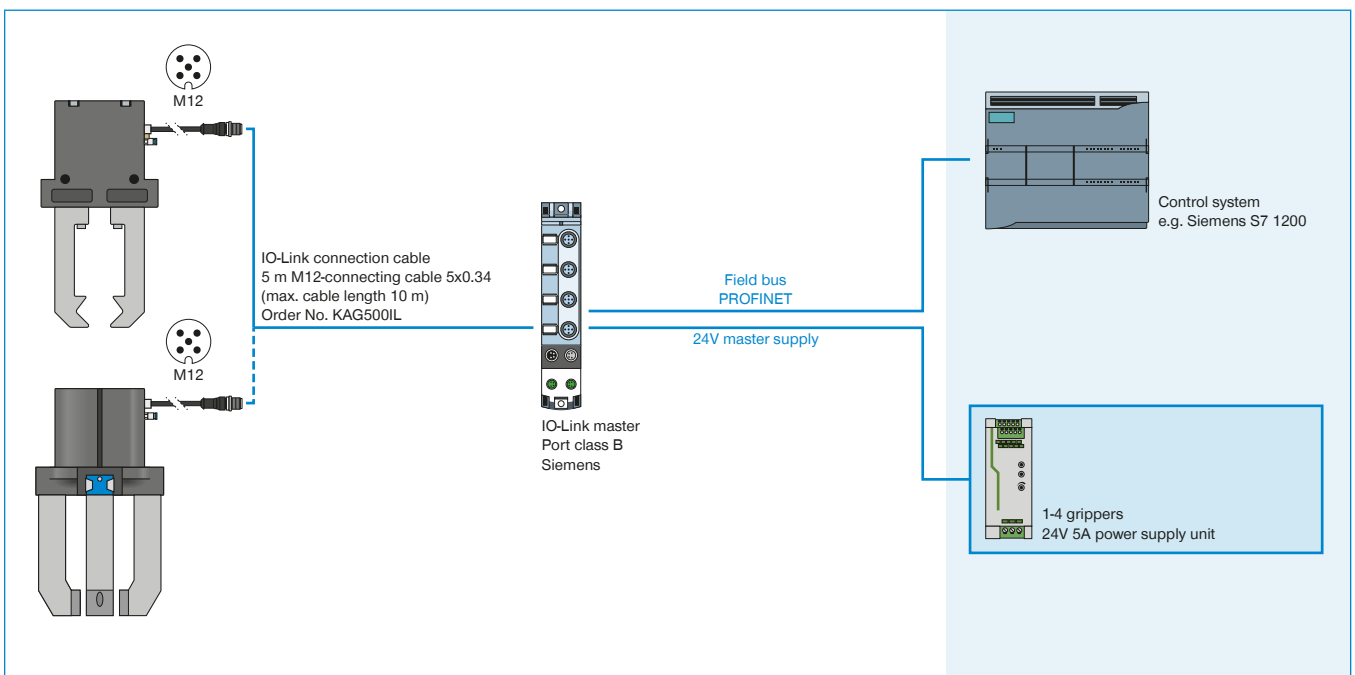 M12
IO-Link connection cable
5 m M12-connecting cable 5x0.34
(max. cable length 10 m)
Order No. KAG500IL
M12
IO-Link master
Port class B
Siemens
Field bus
PROFINET
24V master supply
Control system
e.g. Siemens S7 1200
1-4 grippers
24V 5A power supply unit